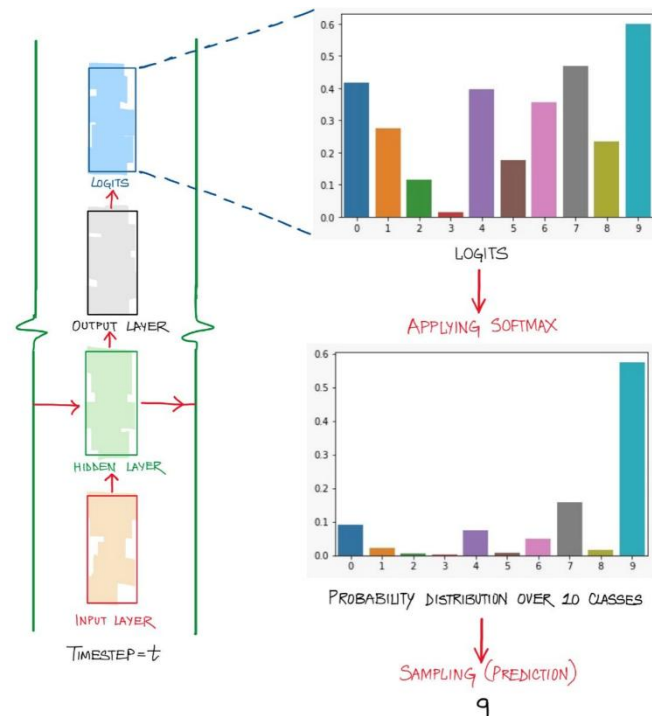 LOGITS
OUTPUT LAYER
HIDDEN LAYER
INPUT LAYER
TIMESTEP=t
0.6
0.5
0.4
0.3
0.2
0.1
0.0
0 1 2 3 4 5 6 7 8 9
LOGITS
APPLYING SOFTMAX
0.6
0.5
0.4
0.3
0.2
0.1
0.0
0 1 2 3 4 5 6 7 8 9
PROBABILITY DISTRIBUTION OVER 10 CLASSES
SAMPLING (PREDICTION)
9